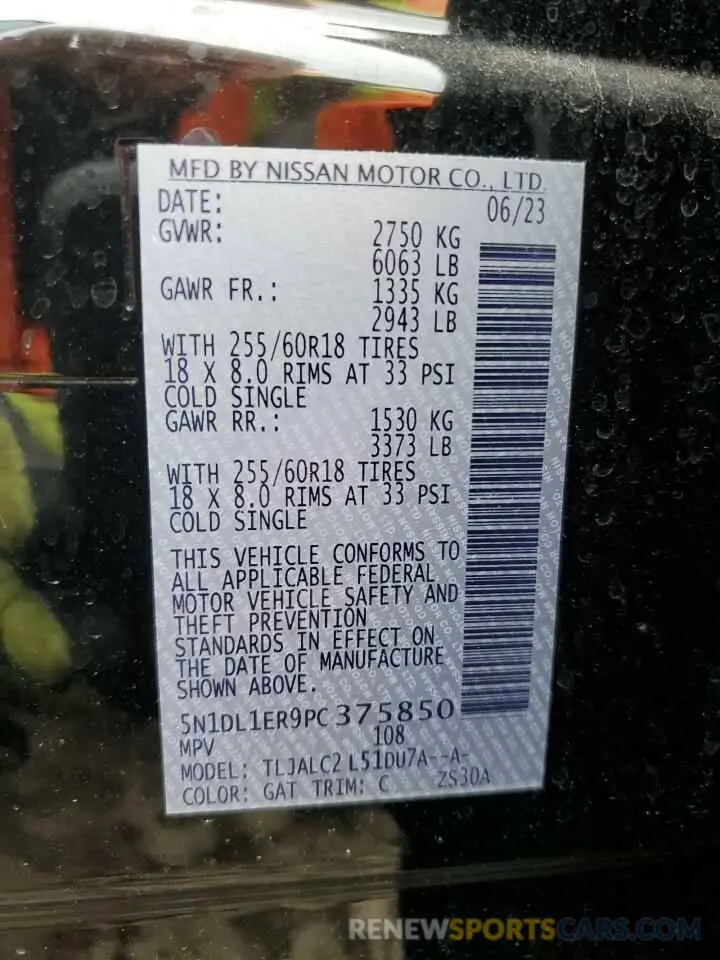 MFD BY NISSAN MOTOR CO., LTD.
DATE: 06/23
GVWR: 2750 KG
6063 LB
GAWR FR.: 1335 KG
2943 LB
WITH 255/60R18 TIRES
18 X 8.0 RIMS AT 33 PSI
COLD SINGLE
GAWR RR.: 1530 KG
3373 LB
WITH 255/60R18 TIRES
18 X 8.0 RIMS AT 33 PSI
COLD SINGLE
THIS VEHICLE CONFORMS TO
ALL APPLICABLE FEDERAL
MOTOR VEHICLE SAFETY AND
THEFT PREVENTION
STANDARDS IN EFFECT ON
THE DATE OF MANUFACTURE
SHOWN ABOVE.
5N1DL1ER9PC375850
MPV 108
MODEL: TLJALC2 L51DU7A--A-
COLOR: GAT TRIM: C ZS30A
RENEWSPORTSCARS.COM